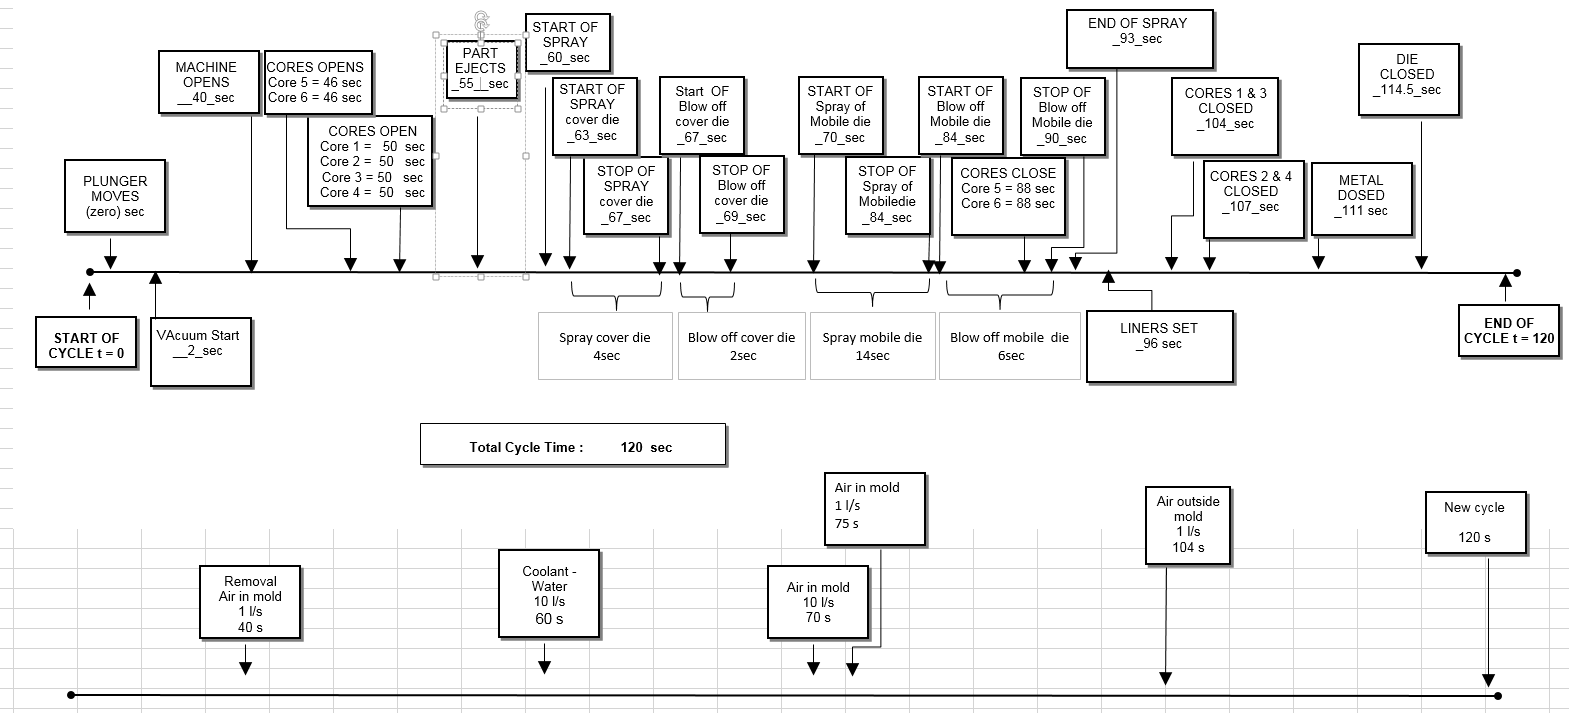 START OF
SPRAY
_60_sec
END OF SPRAY
_93_sec
MACHINE
OPENS
__40_sec
CORES OPENS
Core 5 = 46 sec
Core 6 = 46 sec
PART
EJECTS
_55__sec
DIE
CLOSED
_114.5_sec
START OF
SPRAY
cover die
_63_sec
Start OF
Blow off
cover die
_67_sec
START OF
Spray of
Mobile die
_70_sec
START OF
Blow off
Mobile die
_84_sec
STOP OF
Blow off
Mobile die
_90_sec
CORES 1 & 3
CLOSED
_104_sec
CORES OPEN
Core 1 = 50 sec
Core 2 = 50 sec
Core 3 = 50 sec
Core 4 = 50 sec
PLUNGER
MOVES
(zero) sec
STOP OF
SPRAY
cover die
_67_sec
STOP OF
Blow off
cover die
_69_sec
STOP OF
Spray of
Mobiledie
_84_sec
CORES CLOSE
Core 5 = 88 sec
Core 6 = 88 sec
CORES 2 & 4
CLOSED
_107_sec
METAL
DOSED
_111 sec
START OF
CYCLE t = 0
VAcuum Start
__2_sec
Spray cover die
4sec
Blow off cover die
2sec
Spray mobile die
14sec
Blow off mobile die
6sec
LINERS SET
_96 sec
END OF
CYCLE t = 120
Total Cycle Time : 120 sec
Air in mold
1 l/s
75 s
Air outside
mold
1 l/s
104 s
New cycle
120 s
Removal
Air in mold
1 l/s
40 s
Coolant -
Water
10 l/s
60 s
Air in mold
10 l/s
70 s